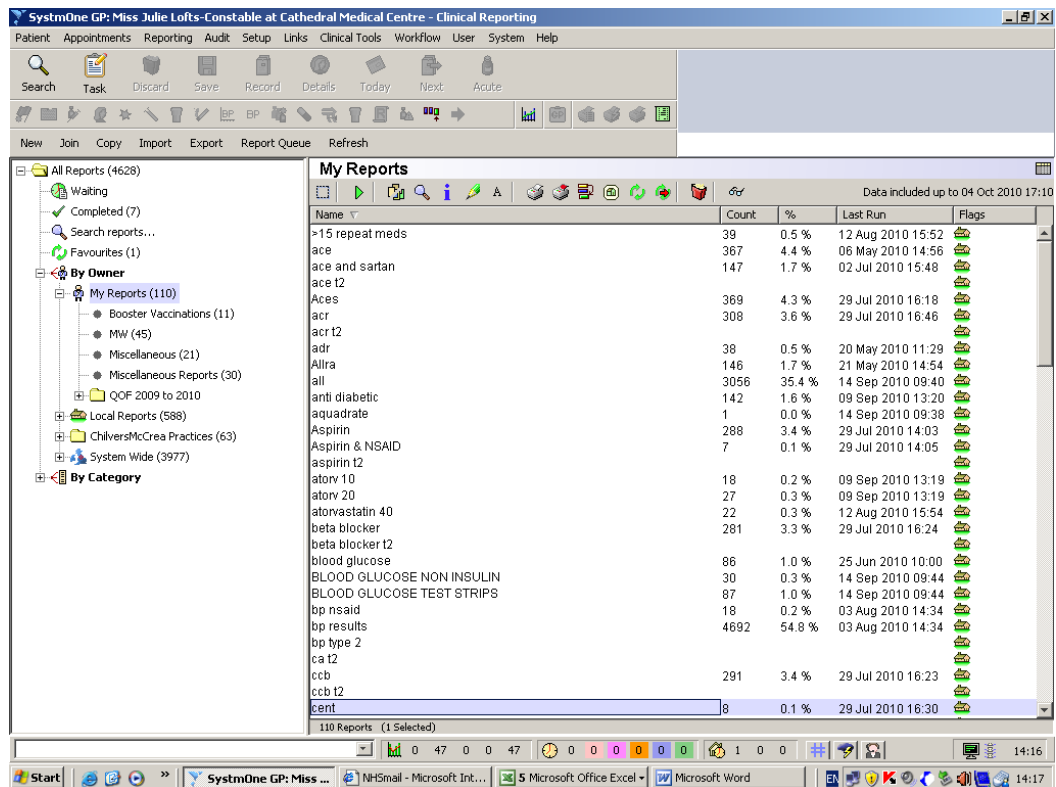 SystmOne GP: Miss Julie Lofts-Constable at Cathedral Medical Centre - Clinical Reporting
Patient Appointments Reporting Audit Setup Links Clinical Tools Workflow User System Help
Search Task Discard Save Record Details Today Next Acute
BP BP
New Join Copy Import Export Report Queue Refresh
All Reports (4628)
Waiting
Completed (7)
Search reports...
Favourites (1)
By Owner
My Reports (110)
Booster Vaccinations (11)
MW (45)
Miscellaneous (21)
Miscellaneous Reports (30)
QOF 2009 to 2010
Local Reports (588)
ChilversMcCrea Practices (63)
System Wide (3977)
By Category
My Reports
A Data included up to 04 Oct 2010 17:10
Name Count % Last Run Flags
>15 repeat meds 39 0.5 % 12 Aug 2010 15:52
ace 367 4.4 % 06 May 2010 14:56
ace and sartan 147 1.7 % 02 Jul 2010 15:48
ace t2
Aces 369 4.3 % 29 Jul 2010 16:18
acr 308 3.6 % 29 Jul 2010 16:46
acr t2
adr 38 0.5 % 20 May 2010 11:29
Allra 146 1.7 % 21 May 2010 14:54
all 3056 35.4 % 14 Sep 2010 09:40
anti diabetic 142 1.6 % 09 Sep 2010 13:20
aquadrate 1 0.0 % 14 Sep 2010 09:38
Aspirin 288 3.4 % 29 Jul 2010 14:03
Aspirin & NSAID 7 0.1 % 29 Jul 2010 14:05
aspirin t2
atorv 10 18 0.2 % 09 Sep 2010 13:19
atorv 20 27 0.3 % 09 Sep 2010 13:19
atorvastatin 40 22 0.3 % 12 Aug 2010 15:54
beta blocker 281 3.3 % 29 Jul 2010 16:24
beta blocker t2
blood glucose 86 1.0 % 25 Jun 2010 10:00
BLOOD GLUCOSE NON INSULIN 30 0.3 % 14 Sep 2010 09:44
BLOOD GLUCOSE TEST STRIPS 87 1.0 % 14 Sep 2010 09:44
bp nsaid 18 0.2 % 03 Aug 2010 14:34
bp results 4692 54.8 % 03 Aug 2010 14:34
bp type 2
ca t2
ccb 291 3.4 % 29 Jul 2010 16:23
ccb t2
cent 8 0.1 % 29 Jul 2010 16:30
110 Reports (1 Selected)
0 47 0 0 47 0 0 0 0 0 0 0 1 0 0 14:16
Start » SystmOne GP: Miss ... NHSmail - Microsoft Int... 5 Microsoft Office Excel Microsoft Word EN 14:17